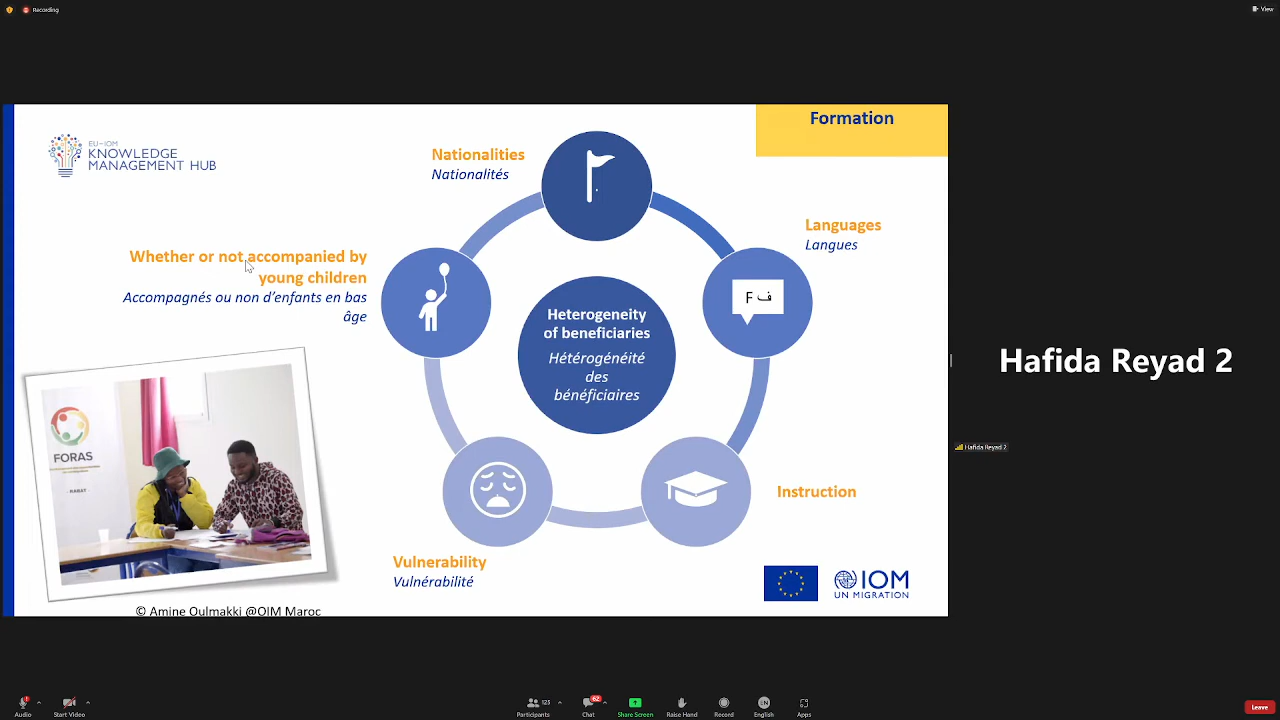 Recording
View
Formation
EU–IOM
KNOWLEDGE
MANAGEMENT HUB
Nationalities
Nationalités
Languages
Langues
F ف
Whether or not accompanied by
young children
Accompagnés ou non d'enfants en bas
âge
Heterogeneity
of beneficiaries
Hétérogénéité
des
bénéficiaires
Instruction
Vulnerability
Vulnérabilité
FORAS
- RABAT -
© Amine Oulmakki @OIM Maroc
IOM
UN MIGRATION
Hafida Reyad 2
Hafida Reyad 2
Audio
Start Video
123
Participants
62
Chat
Share Screen
Raise Hand
Record
EN
English
Apps
Leave